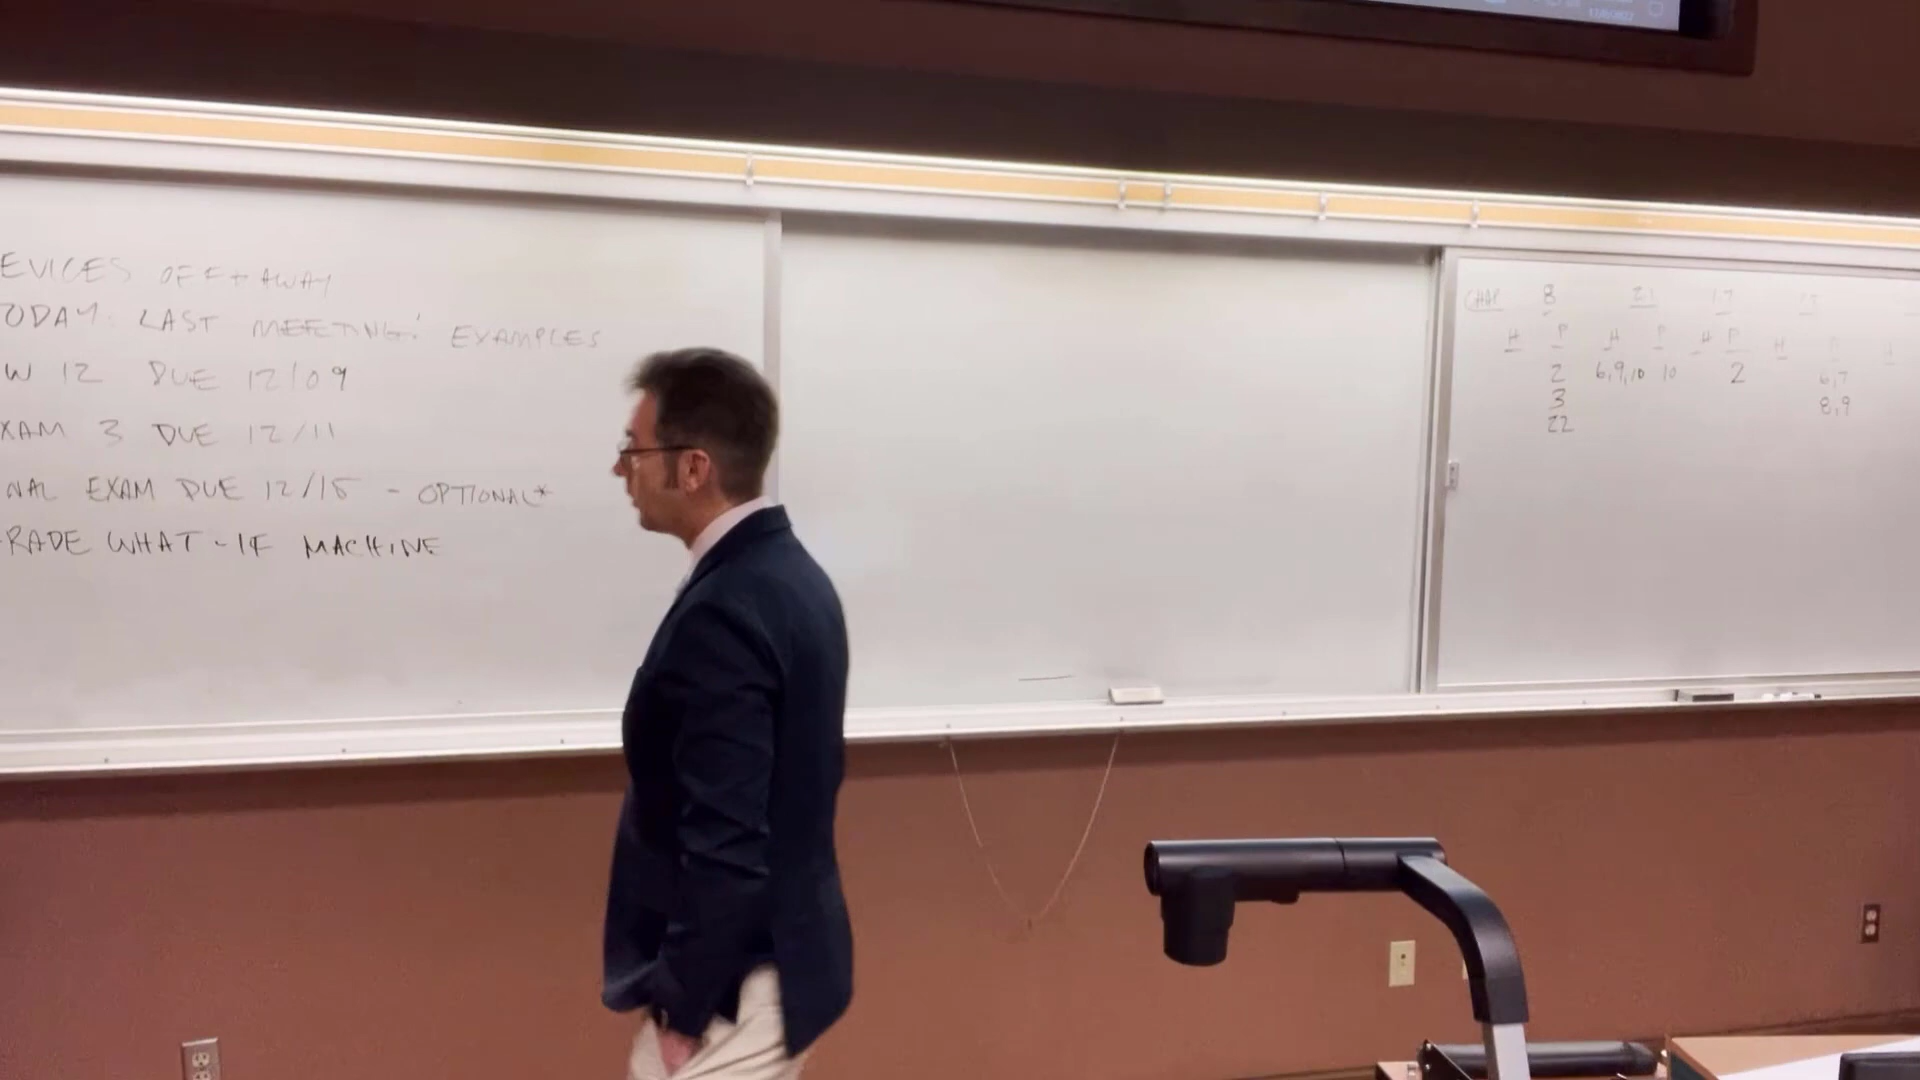 EVICES OFF + AWAY
ODAY: LAST MEETING! EXAMPLES
W 12 DUE 12/09
XAM 3 DUE 12/11
NAL EXAM DUE 12/15 - OPTIONAL*
RADE WHAT-IF MACHINE
CHAP 8 21 17
H P H P H P H
2 6,9,10 10 2 6,7
3 8,9
22